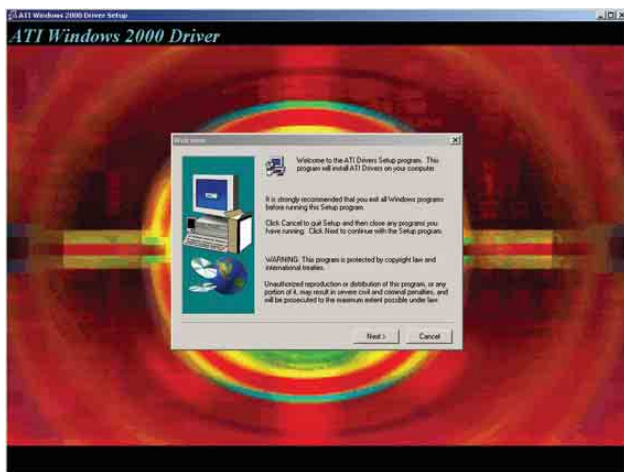 ATI Windows 2000 Driver Setup
ATI Windows 2000 Driver
Welcome
Welcome to the ATI Drivers Setup program. This
program will install ATI Drivers on your computer.
It is strongly recommended that you exit all Windows programs
before running this Setup program.
Click Cancel to quit Setup and then close any programs you
have running. Click Next to continue with the Setup program.
WARNING: This program is protected by copyright law and
international treaties.
Unauthorized reproduction or distribution of this program, or any
portion of it, may result in severe civil and criminal penalties, and
will be prosecuted to the maximum extent possible under law.
Next >
Cancel